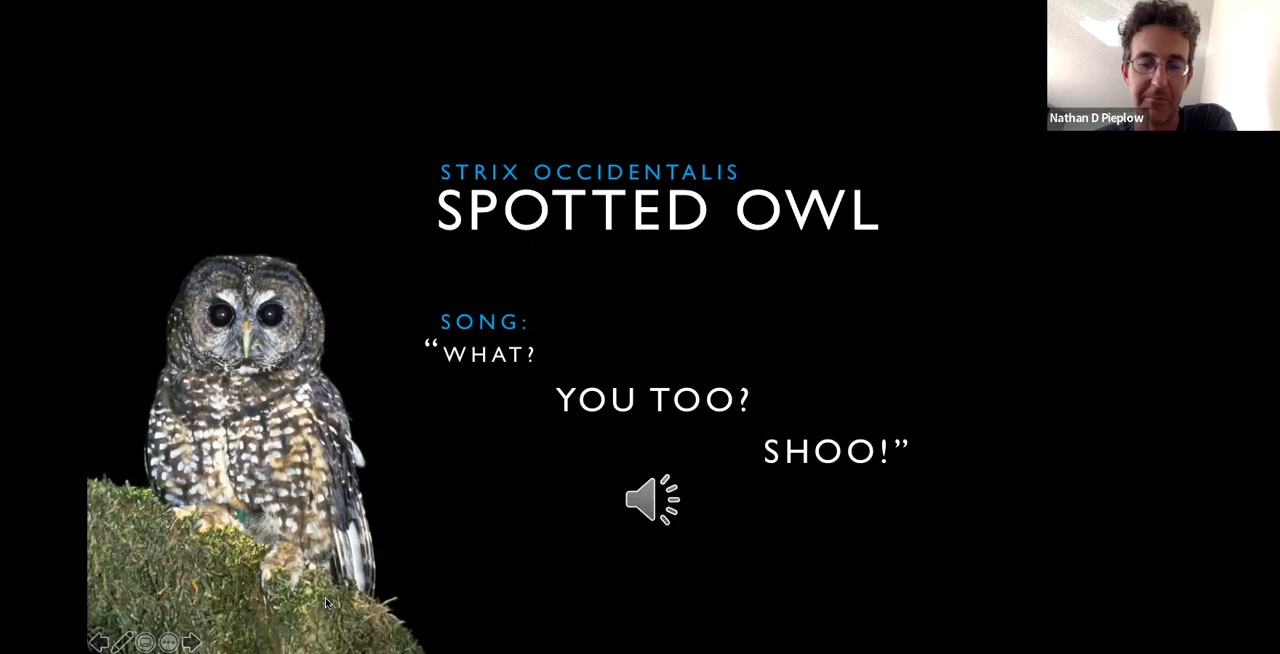 Nathan D Pieplow
STRIX OCCIDENTALIS
SPOTTED OWL
SONG:
“WHAT?
YOU TOO?
SHOO!”